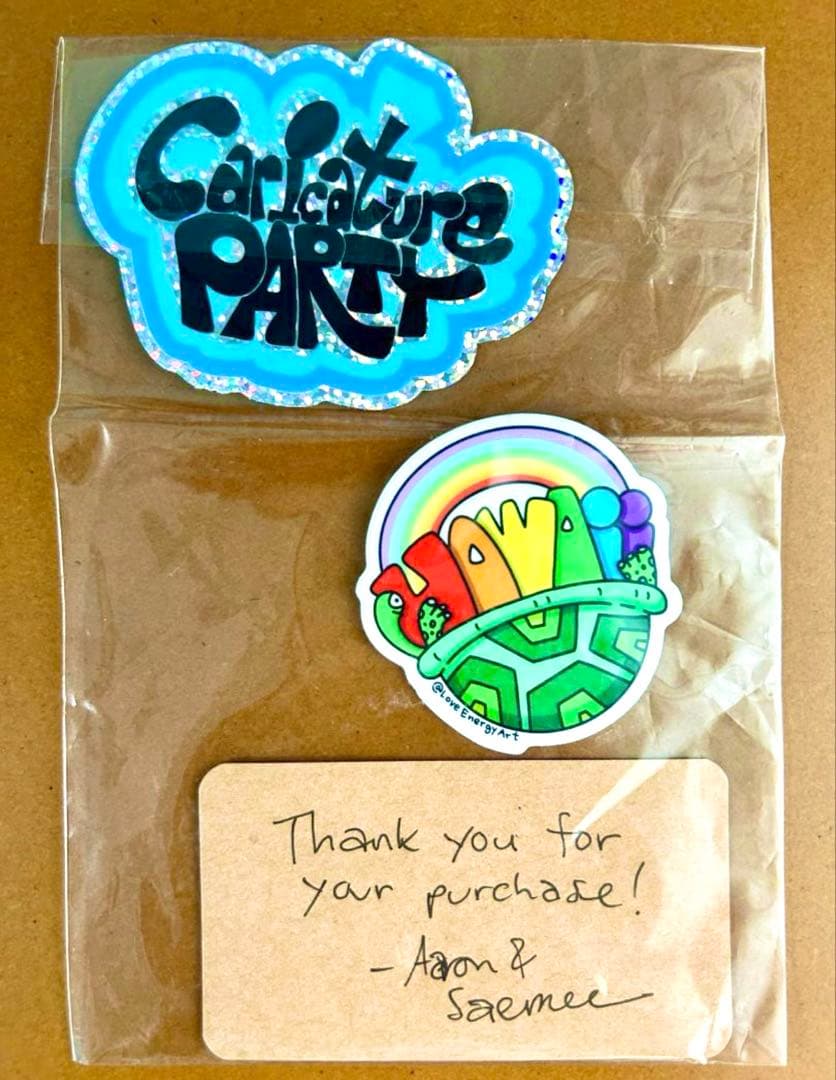 Caricature
PARTY
HAWAii
@LoveEnergyArt
Thank you for
your purchase!
- Aaron &
Saemee